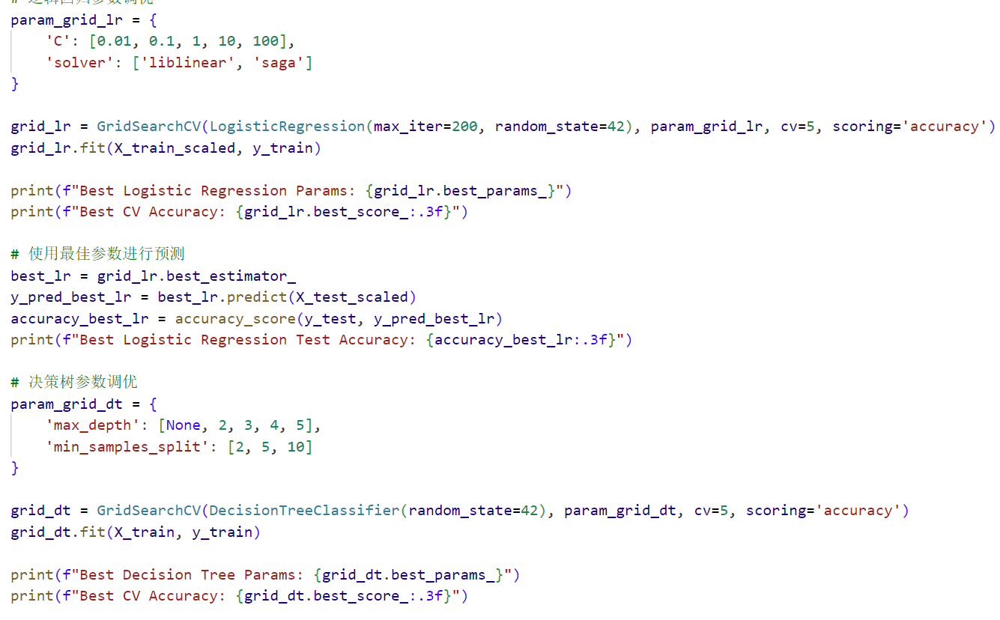 # 逻辑回归参数调优
param_grid_lr = {
    'C': [0.01, 0.1, 1, 10, 100],
    'solver': ['liblinear', 'saga']
}
grid_lr = GridSearchCV(LogisticRegression(max_iter=200, random_state=42), param_grid_lr, cv=5, scoring='accuracy')
grid_lr.fit(X_train_scaled, y_train)
print(f"Best Logistic Regression Params: {grid_lr.best_params_}")
print(f"Best CV Accuracy: {grid_lr.best_score_:.3f}")
# 使用最佳参数进行预测
best_lr = grid_lr.best_estimator_
y_pred_best_lr = best_lr.predict(X_test_scaled)
accuracy_best_lr = accuracy_score(y_test, y_pred_best_lr)
print(f"Best Logistic Regression Test Accuracy: {accuracy_best_lr:.3f}")
# 决策树参数调优
param_grid_dt = {
    'max_depth': [None, 2, 3, 4, 5],
    'min_samples_split': [2, 5, 10]
}
grid_dt = GridSearchCV(DecisionTreeClassifier(random_state=42), param_grid_dt, cv=5, scoring='accuracy')
grid_dt.fit(X_train, y_train)
print(f"Best Decision Tree Params: {grid_dt.best_params_}")
print(f"Best CV Accuracy: {grid_dt.best_score_:.3f}")